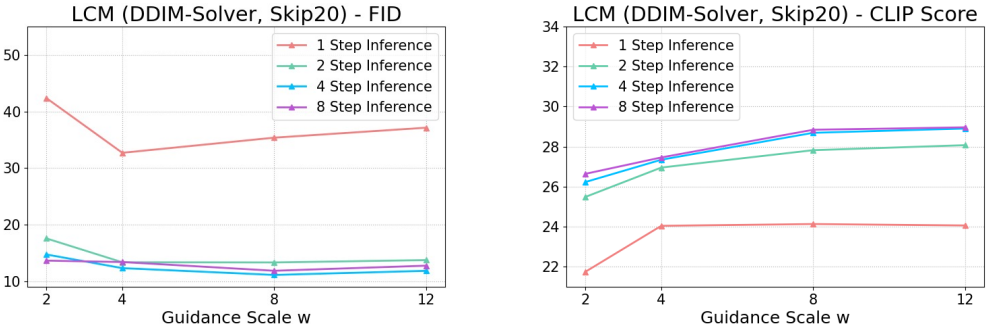 LCM (DDIM-Solver, Skip20) - FID
1 Step Inference
2 Step Inference
4 Step Inference
8 Step Inference
50
40
30
20
10
2 4 8 12
Guidance Scale w
LCM (DDIM-Solver, Skip20) - CLIP Score
1 Step Inference
2 Step Inference
4 Step Inference
8 Step Inference
34
32
30
28
26
24
22
2 4 8 12
Guidance Scale w